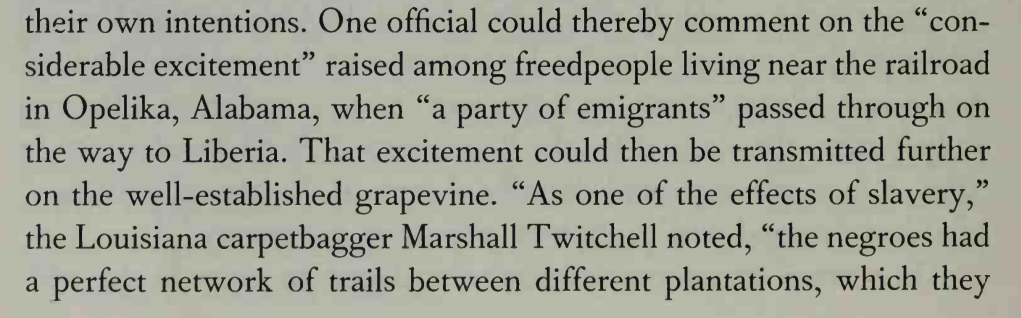 their own intentions. One official could thereby comment on the “con-
siderable excitement” raised among freedpeople living near the railroad
in Opelika, Alabama, when “a party of emigrants” passed through on
the way to Liberia. That excitement could then be transmitted further
on the well-established grapevine. “As one of the effects of slavery,”
the Louisiana carpetbagger Marshall Twitchell noted, “the negroes had
a perfect network of trails between different plantations, which they